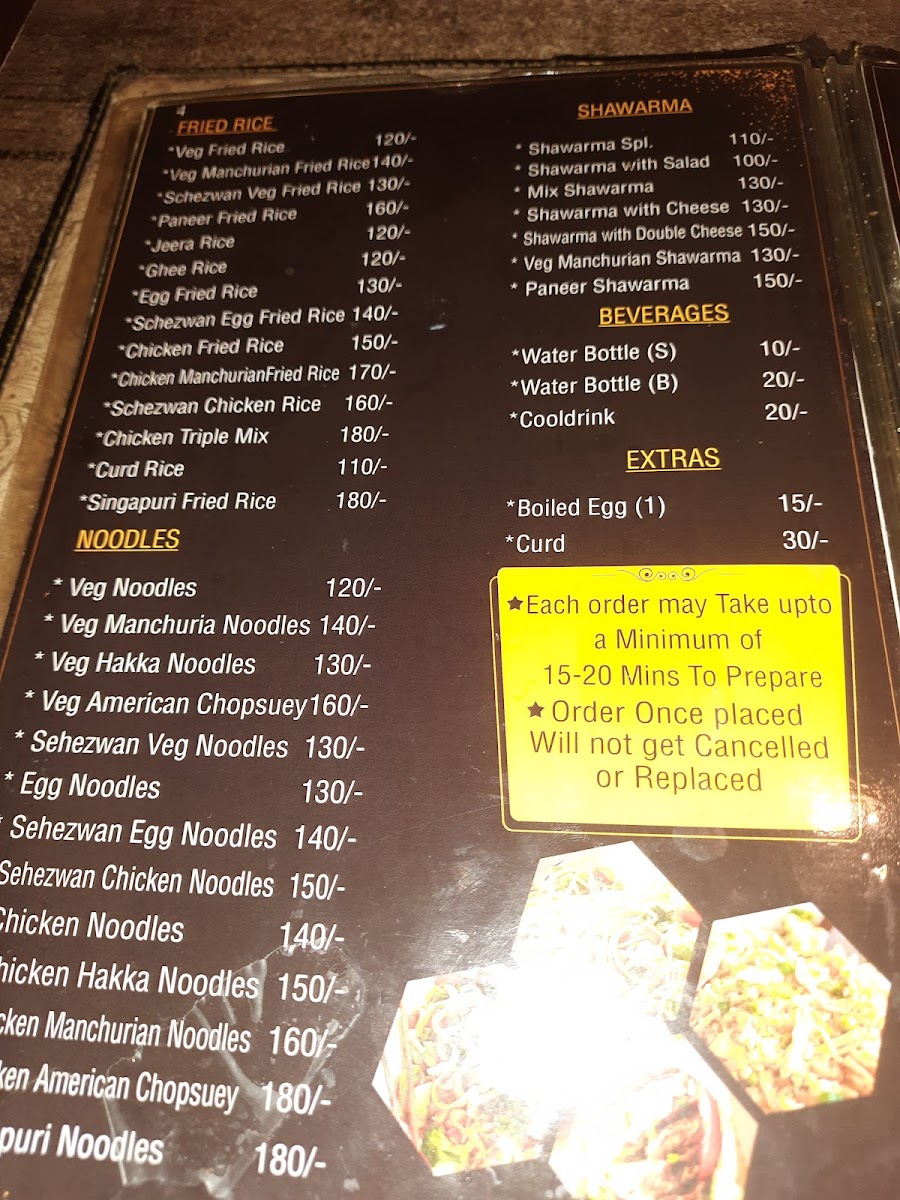 FRIED RICE
*Veg Fried Rice 120/-
*Veg Manchurian Fried Rice 140/-
*Schezwan Veg Fried Rice 130/-
*Paneer Fried Rice 160/-
*Jeera Rice 120/-
*Ghee Rice 120/-
*Egg Fried Rice 130/-
*Schezwan Egg Fried Rice 140/-
*Chicken Fried Rice 150/-
*Chicken ManchurianFried Rice 170/-
*Schezwan Chicken Rice 160/-
*Chicken Triple Mix 180/-
*Curd Rice 110/-
*Singapuri Fried Rice 180/-
NOODLES
* Veg Noodles 120/-
* Veg Manchuria Noodles 140/-
* Veg Hakka Noodles 130/-
* Veg American Chopsuey 160/-
* Sehezwan Veg Noodles 130/-
* Egg Noodles 130/-
* Sehezwan Egg Noodles 140/-
Sehezwan Chicken Noodles 150/-
Chicken Noodles 140/-
hicken Hakka Noodles 150/-
cken Manchurian Noodles 160/-
ken American Chopsuey 180/-
puri Noodles 180/-
SHAWARMA
* Shawarma Spl. 110/-
* Shawarma with Salad 100/-
* Mix Shawarma 130/-
* Shawarma with Cheese 130/-
* Shawarma with Double Cheese 150/-
* Veg Manchurian Shawarma 130/-
* Paneer Shawarma 150/-
BEVERAGES
*Water Bottle (S) 10/-
*Water Bottle (B) 20/-
*Cooldrink 20/-
EXTRAS
*Boiled Egg (1) 15/-
*Curd 30/-
★Each order may Take upto
a Minimum of
15-20 Mins To Prepare
★ Order Once placed
Will not get Cancelled
or Replaced